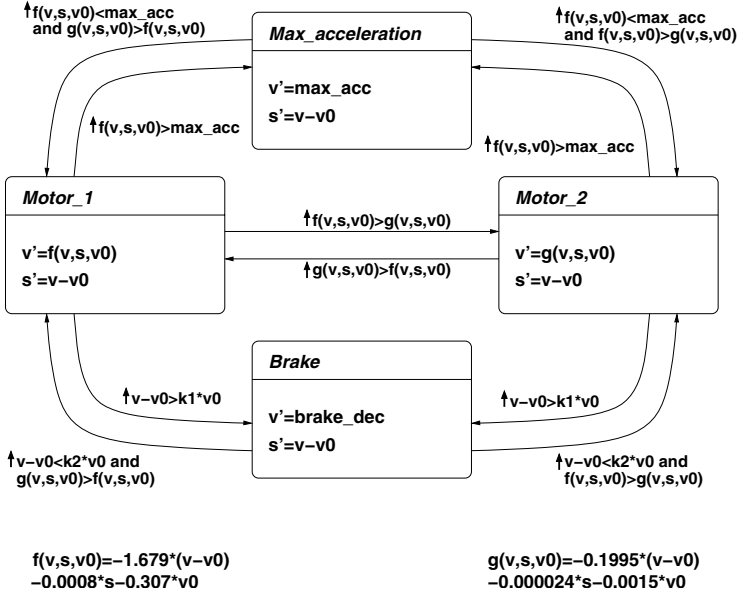 ↑f(v,s,v0)<max_acc
and g(v,s,v0)>f(v,s,v0)
Max_acceleration
v'=max_acc
s'=v−v0
↑f(v,s,v0)<max_acc
and f(v,s,v0)>g(v,s,v0)
↑f(v,s,v0)>max_acc
↑f(v,s,v0)>max_acc
Motor_1
v'=f(v,s,v0)
s'=v−v0
↑f(v,s,v0)>g(v,s,v0)
↑g(v,s,v0)>f(v,s,v0)
Motor_2
v'=g(v,s,v0)
s'=v−v0
Brake
v'=brake_dec
s'=v−v0
↑v−v0>k1*v0
↑v−v0>k1*v0
↑v−v0<k2*v0 and
g(v,s,v0)>f(v,s,v0)
↑v−v0<k2*v0 and
f(v,s,v0)>g(v,s,v0)
f(v,s,v0)=−1.679*(v−v0)
−0.0008*s−0.307*v0
g(v,s,v0)=−0.1995*(v−v0)
−0.000024*s−0.0015*v0